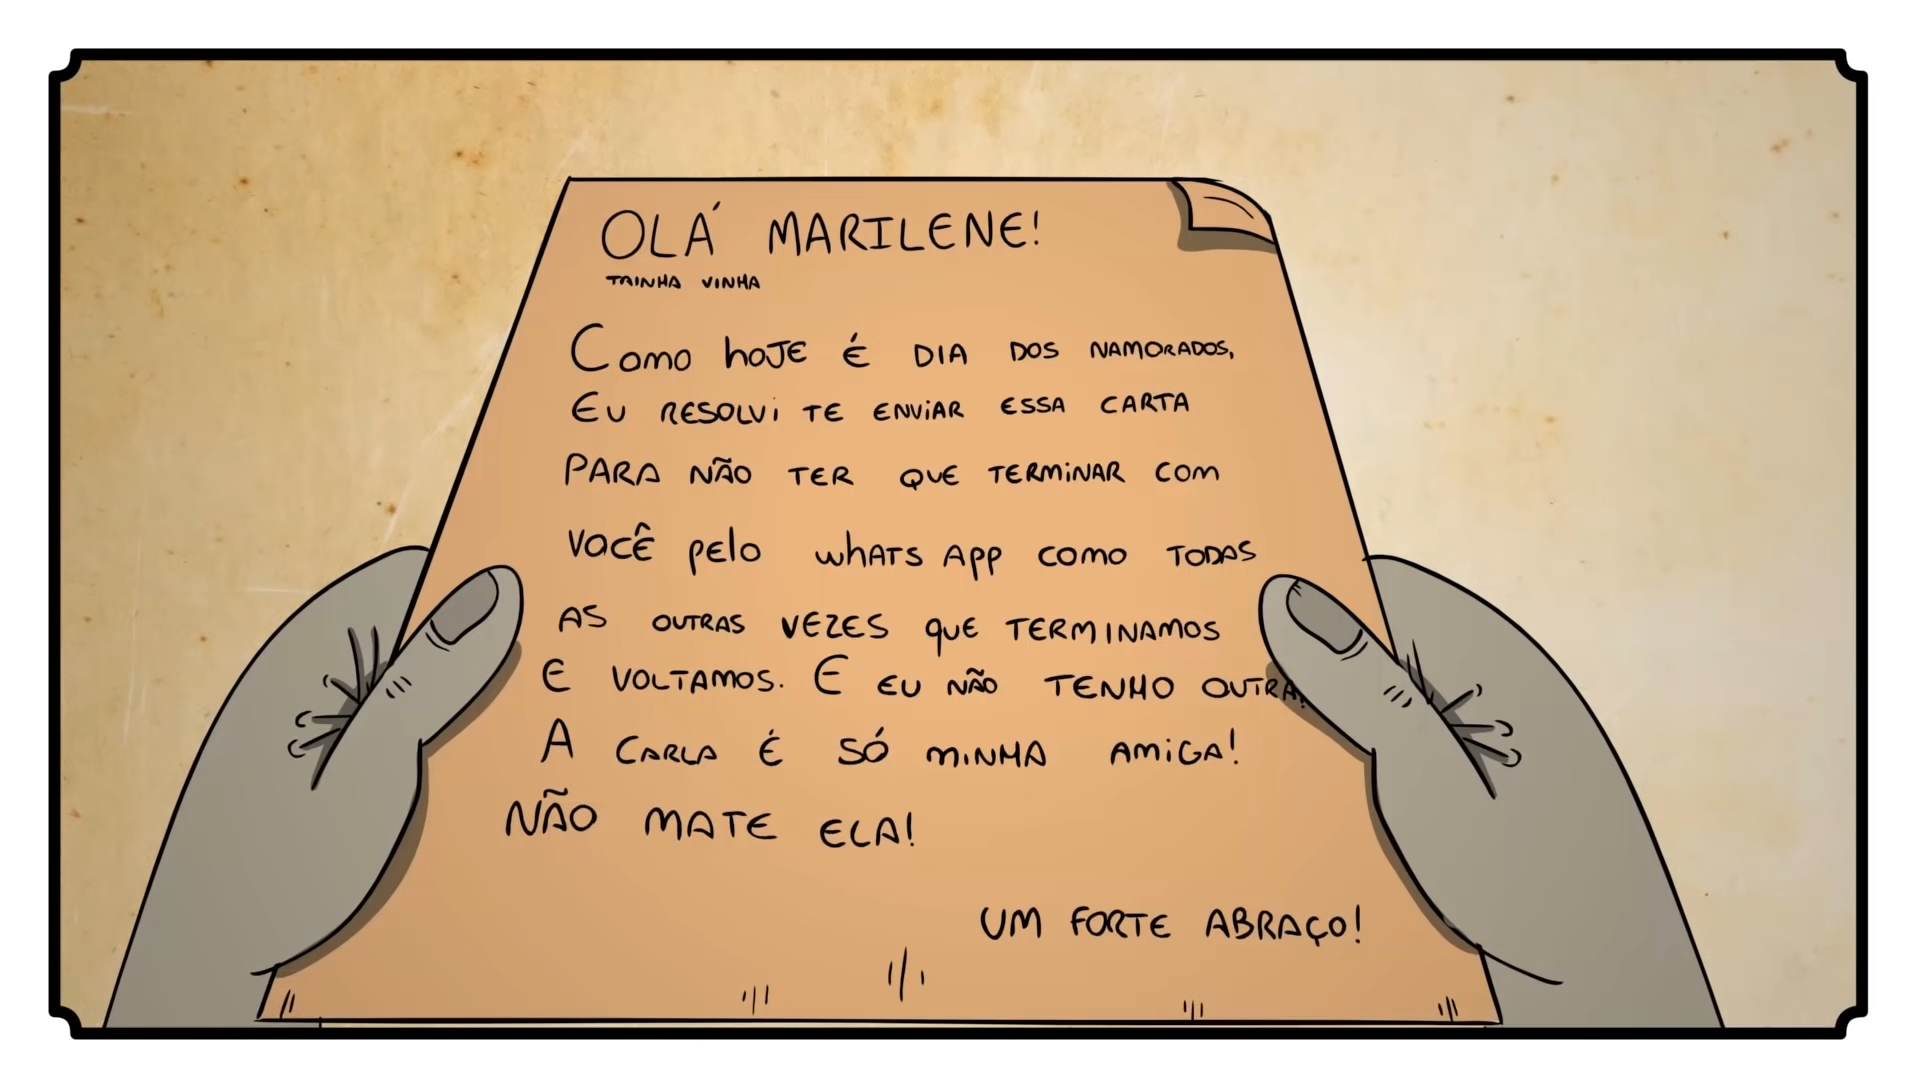 OLÁ MARILENE!
TAINHA VINHA
Como hoJE É DIA DOS NAMORADOS,
EU RESOLVi TE ENViAR ESSA CARTA
PARA NÃO TER QUE TERMiNAR COM
VOCÊ pelo whATS APP COMO TODAS
AS OUTRAS VEZES qUE TERMINAMOS
E VOLTAMOS. E EU NÃO TENHO OUTRA!
A CARLA É SÓ MINHA AMiGA!
NÃO MATE ELA!
UM FORTE ABRAÇO!